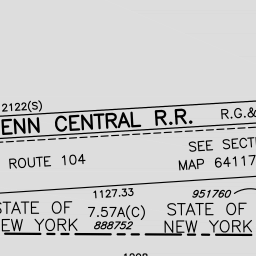 2122(S)
ENN CENTRAL R.R. R.G.&
SEE SECT
ROUTE 104
MAP 64117
1127.33
951760
STATE OF 7.57A(C) STATE OF
EW YORK 888752 NEW YORK